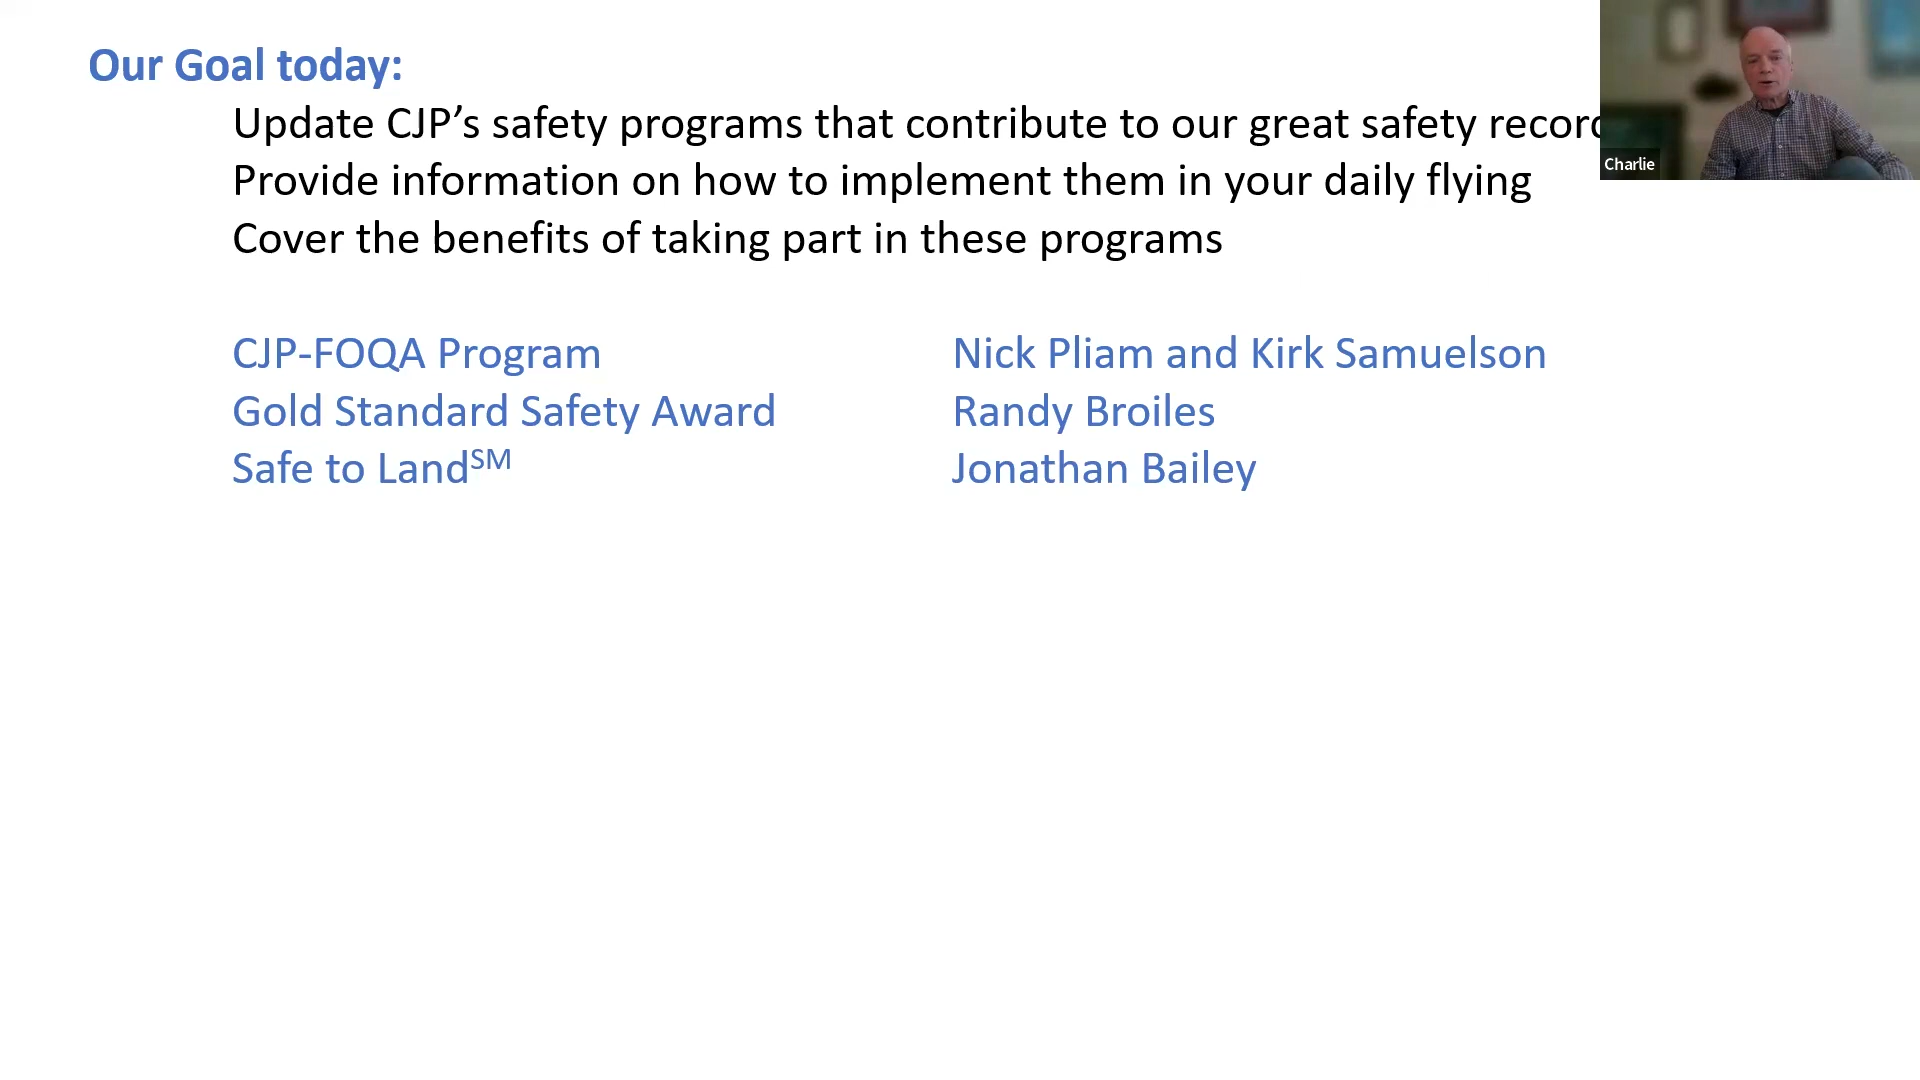 Our Goal today:
Update CJP’s safety programs that contribute to our great safety record
Provide information on how to implement them in your daily flying
Cover the benefits of taking part in these programs
CJP-FOQA Program Nick Pliam and Kirk Samuelson
Gold Standard Safety Award Randy Broiles
Safe to Land℠ Jonathan Bailey
Charlie